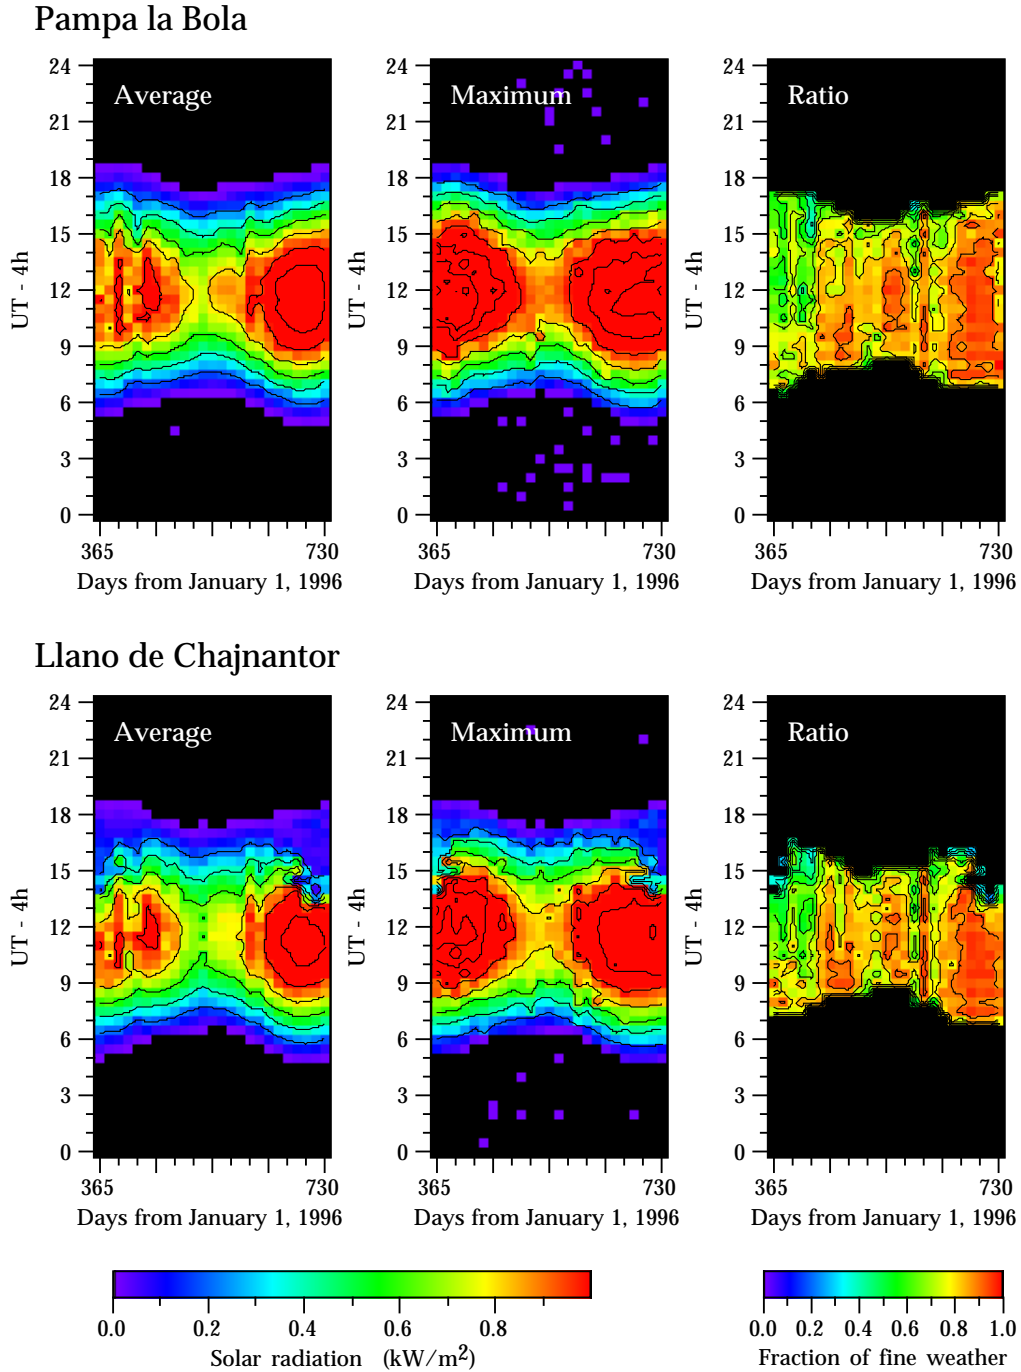 Pampa la Bola
Average
Maximum
Ratio
24
21
18
15
12
9
6
3
0
UT - 4h
365
730
Days from January 1, 1996
24
21
18
15
12
9
6
3
0
UT - 4h
365
730
Days from January 1, 1996
24
21
18
15
12
9
6
3
0
UT - 4h
365
730
Days from January 1, 1996
Llano de Chajnantor
Average
Maximum
Ratio
24
21
18
15
12
9
6
3
0
UT - 4h
365
730
Days from January 1, 1996
24
21
18
15
12
9
6
3
0
UT - 4h
365
730
Days from January 1, 1996
24
21
18
15
12
9
6
3
0
UT - 4h
365
730
Days from January 1, 1996
0.0 0.2 0.4 0.6 0.8
Solar radiation (kW/m²)
0.0 0.2 0.4 0.6 0.8 1.0
Fraction of fine weather